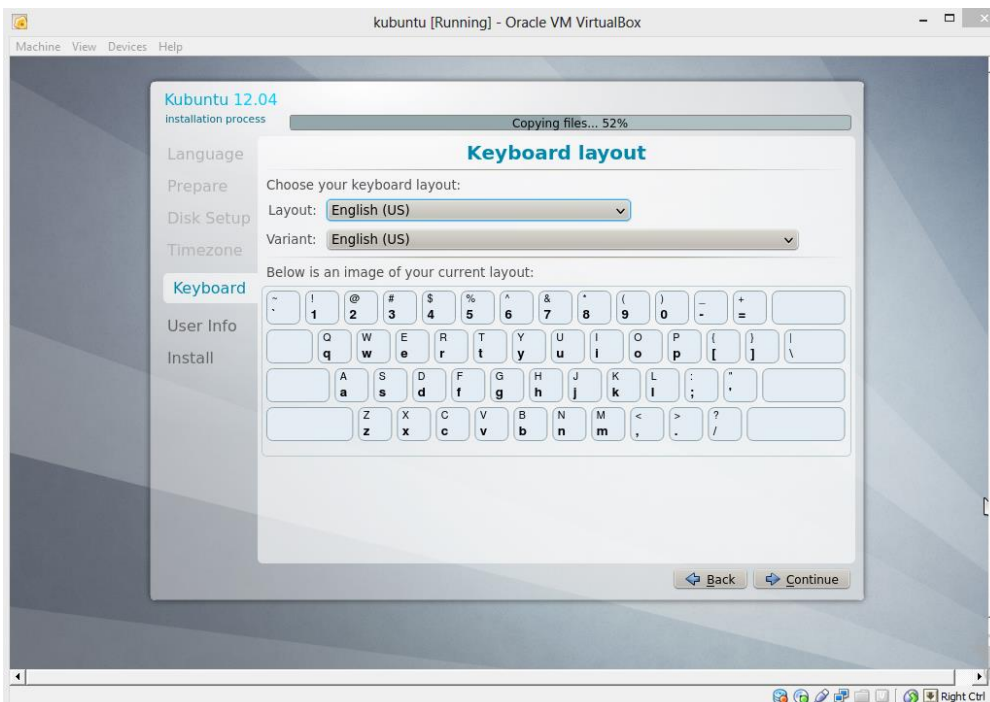 kubuntu [Running] - Oracle VM VirtualBox
Machine View Devices Help
Kubuntu 12.04
installation process
Copying files... 52%
Language
Prepare
Disk Setup
Timezone
Keyboard
User Info
Install
Keyboard layout
Choose your keyboard layout:
Layout: English (US)
Variant: English (US)
Below is an image of your current layout:
~ ! @ # $ % ^ & * ( ) _ +
` 1 2 3 4 5 6 7 8 9 0 - =
Q W E R T Y U I O P { } |
q w e r t y u i o p [ ] \
A S D F G H J K L : "
a s d f g h j k l ; '
Z X C V B N M < > ?
z x c v b n m , . /
Back Continue
Right Ctrl